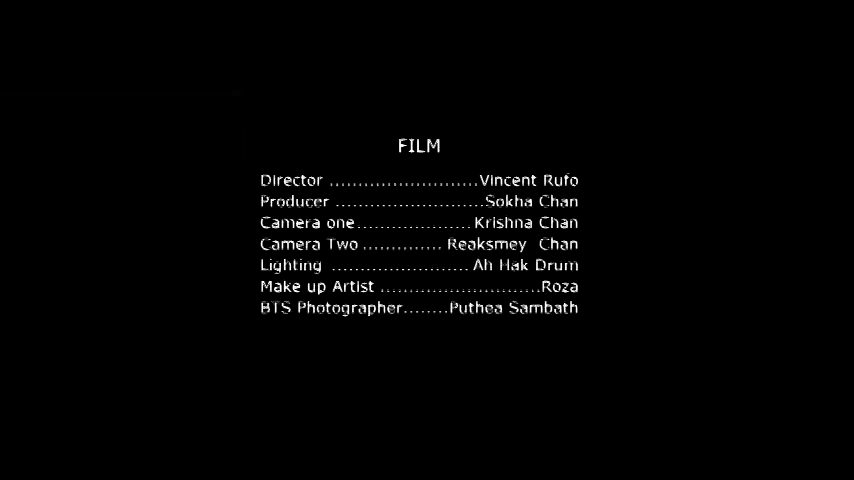 FILM
Director ..........................Vincent Rufo
Producer ..........................Sokha Chan
Camera one....................Krishna Chan
Camera Two .............. Reaksmey  Chan
Lighting ........................ Ah Hak Drum
Make up Artist ............................Roza
BTS Photographer........Puthea Sambath